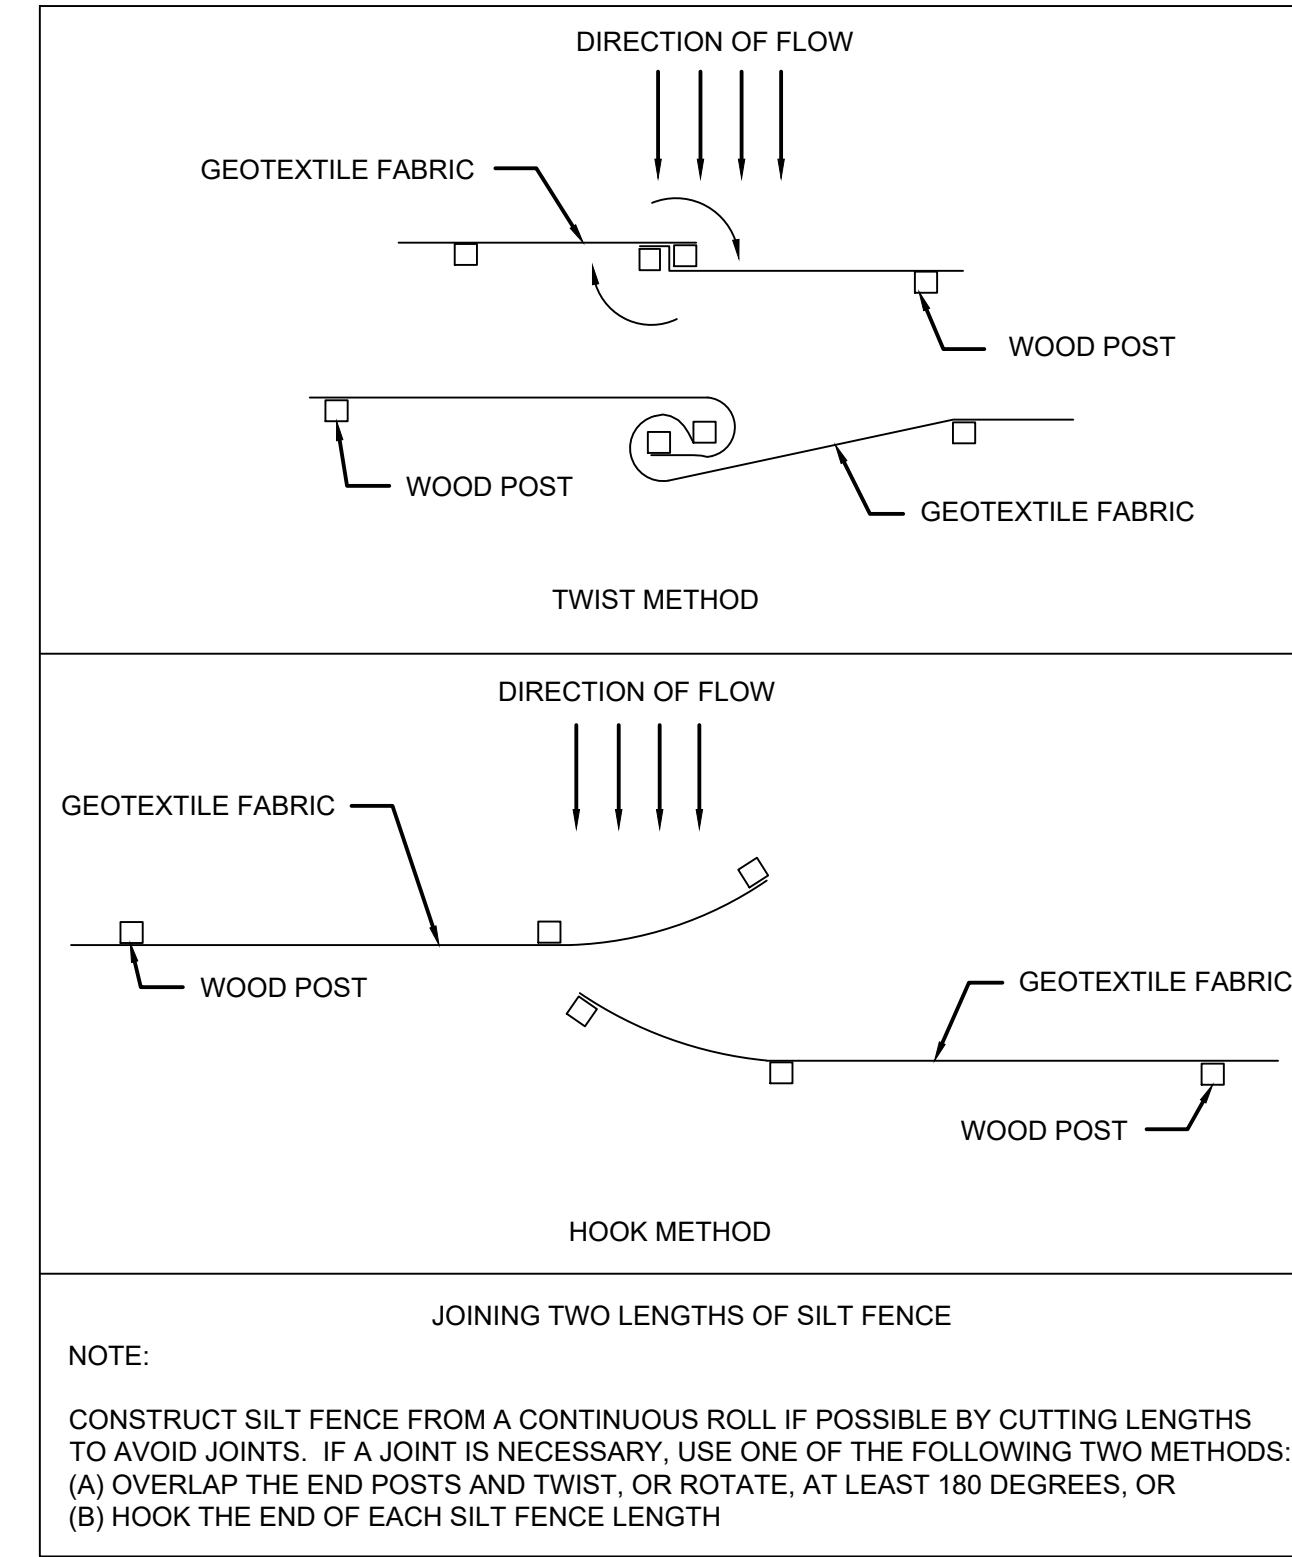 DIRECTION OF FLOW
GEOTEXTILE FABRIC
WOOD POST
WOOD POST
GEOTEXTILE FABRIC
TWIST METHOD
DIRECTION OF FLOW
GEOTEXTILE FABRIC
WOOD POST
GEOTEXTILE FABRIC
WOOD POST
HOOK METHOD
JOINING TWO LENGTHS OF SILT FENCE
NOTE:
CONSTRUCT SILT FENCE FROM A CONTINUOUS ROLL IF POSSIBLE BY CUTTING LENGTHS
TO AVOID JOINTS.  IF A JOINT IS NECESSARY, USE ONE OF THE FOLLOWING TWO METHODS:
(A) OVERLAP THE END POSTS AND TWIST, OR ROTATE, AT LEAST 180 DEGREES, OR
(B) HOOK THE END OF EACH SILT FENCE LENGTH